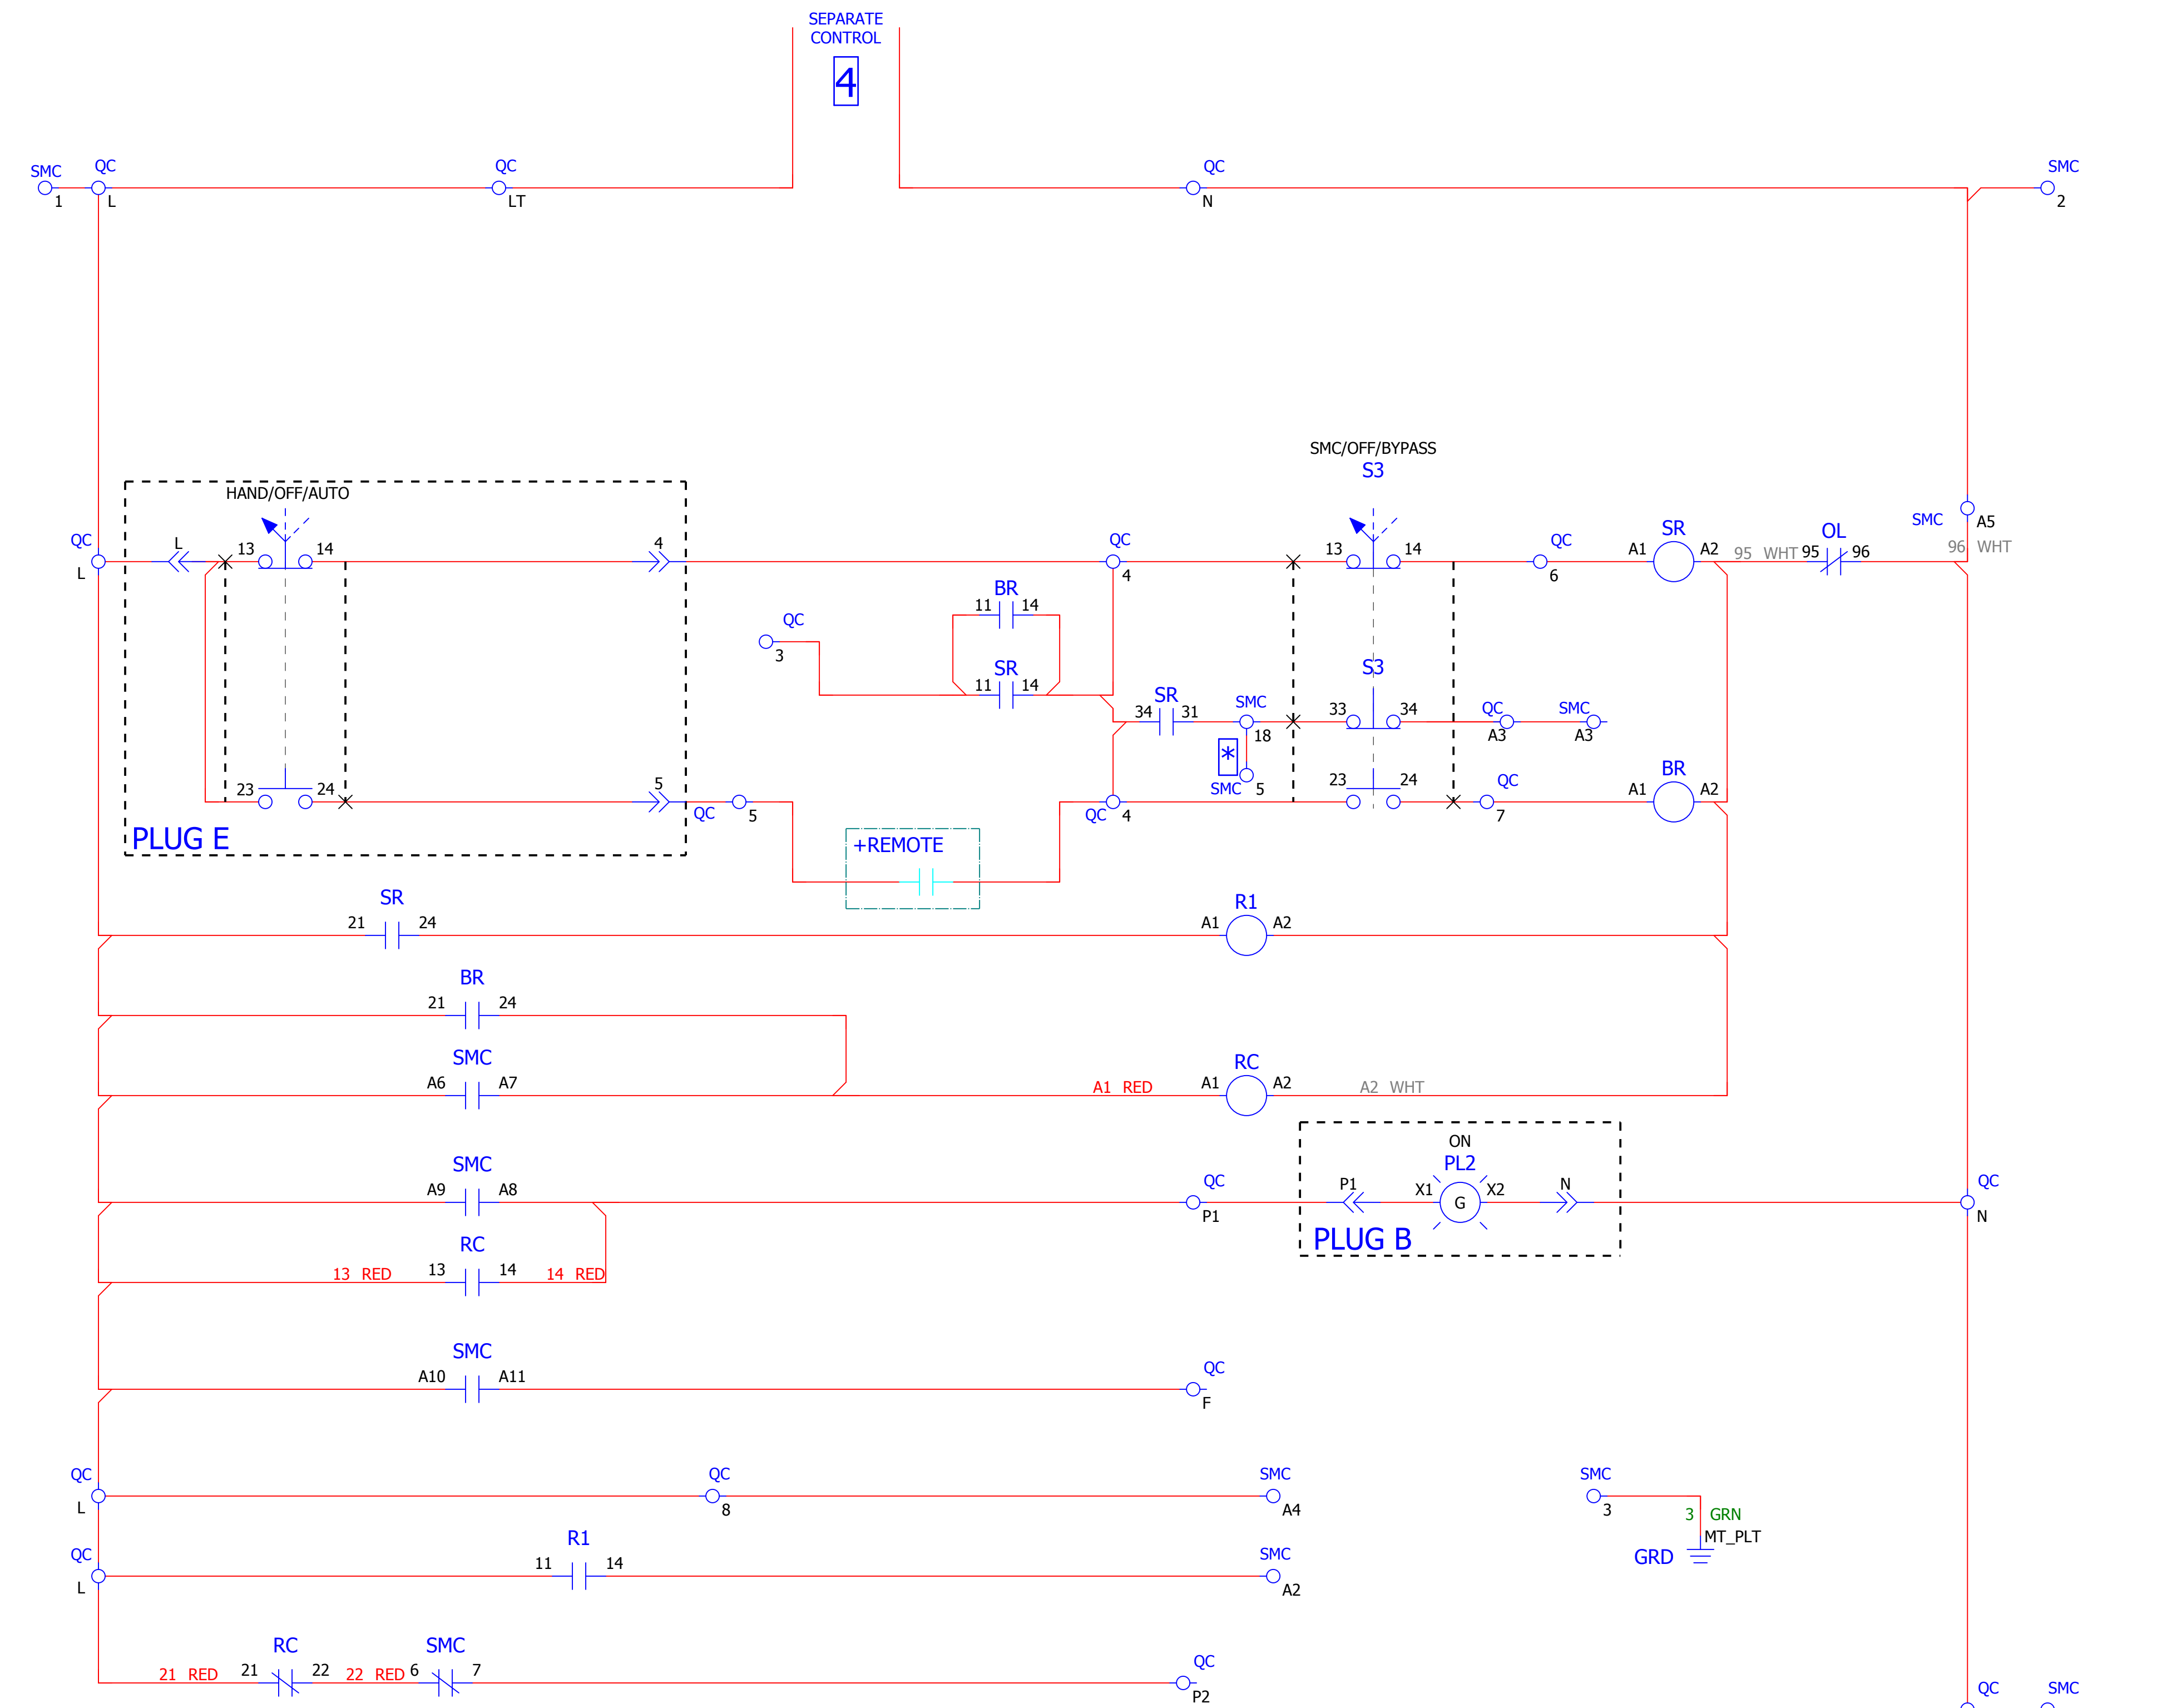 SEPARATE
CONTROL
4
SMC
1
QC
L
QC
LT
QC
N
SMC
2
SMC/OFF/BYPASS
S3
HAND/OFF/AUTO
QC
L
L
13
14
4
QC
4
13
14
QC
6
SR
A1
A2
95 WHT
OL
95
96
SMC
A5
96 WHT
BR
11
14
QC
3
SR
11
14
SR
34
31
SMC
18
*
SMC
5
S3
33
34
QC
A3
SMC
A3
23
24
5
QC
5
QC
4
23
24
QC
7
BR
A1
A2
PLUG E
+REMOTE
SR
21
24
R1
A1
A2
BR
21
24
SMC
A6
A7
A1 RED
RC
A1
A2
A2 WHT
SMC
A9
A8
QC
P1
P1
ON
PL2
X1
G
X2
N
PLUG B
QC
N
RC
13 RED
13
14
14 RED
SMC
A10
A11
QC
F
QC
L
QC
8
SMC
A4
SMC
3
3 GRN
MT_PLT
GRD
QC
L
R1
11
14
SMC
A2
RC
21 RED
21
22
22 RED
SMC
6
7
QC
P2
QC
SMC